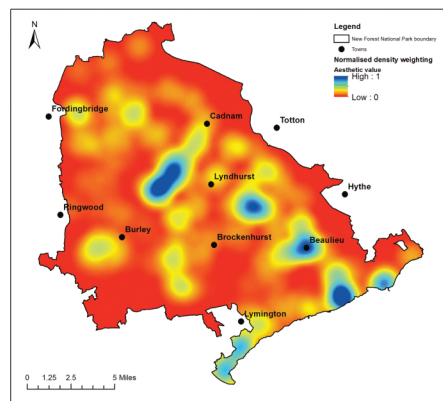 N
Legend
New Forest National Park boundary
Towns
Normalised density weighting
Aesthetic value
High : 1
Low : 0
Fordingbridge
Cadnam
Totton
Lyndhurst
Hythe
Ringwood
Burley
Brockenhurst
Beaulieu
Lymington
0 1.25 2.5 5 Miles